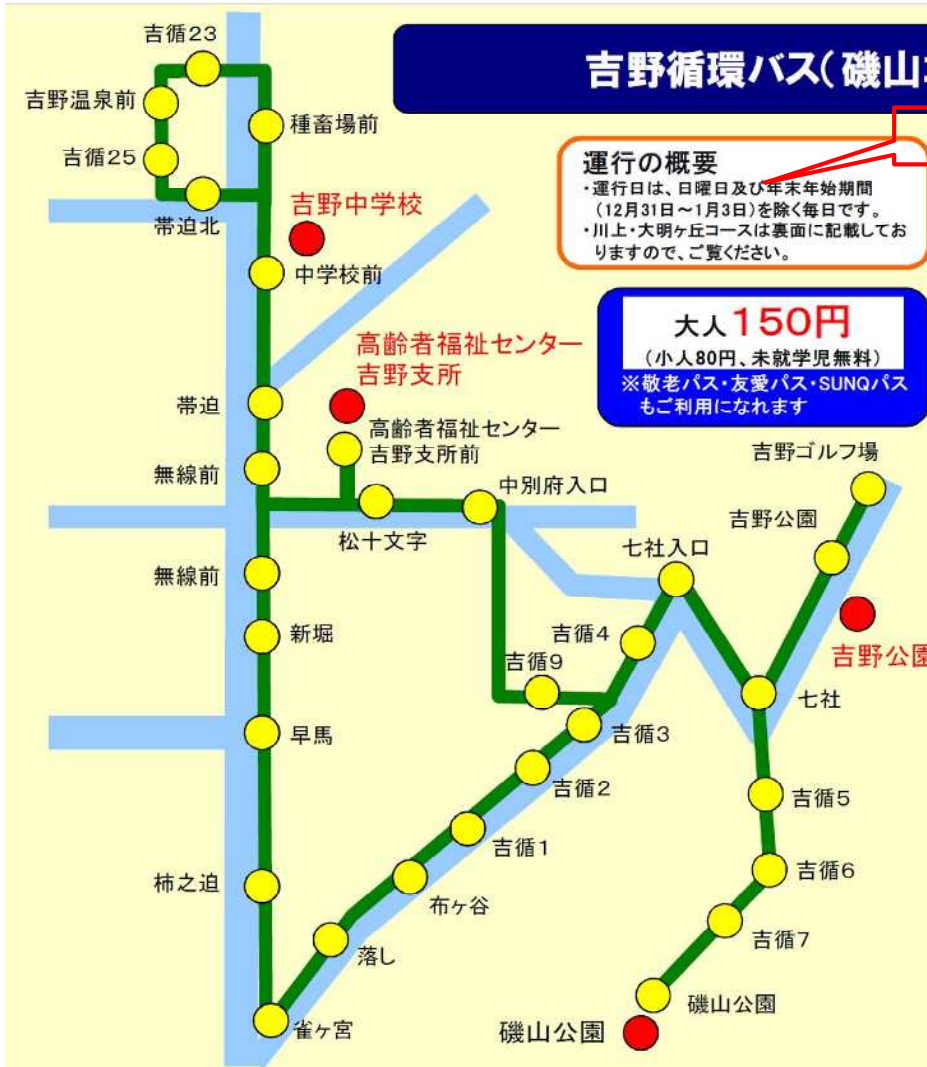 吉野循環バス(磯山
運行の概要
・運行日は、日曜日及び年末年始期間
(12月31日～1月3日)を除く毎日です。
・川上・大明ヶ丘コースは裏面に記載してお
りますので、ご覧ください。
大人150円
(小人80円、未就学児無料)
※敬老パス・友愛パス・SUNQパス
もご利用になれます
吉循23
吉野温泉前
種畜場前
吉循25
帯迫北
吉野中学校
中学校前
高齢者福祉センター
吉野支所
帯迫
高齢者福祉センター
吉野支所前
無線前
中別府入口
松十文字
吉野ゴルフ場
吉野公園
七社入口
無線前
新堀
吉循4
吉野公園
吉循9
七社
早馬
吉循3
吉循2
吉循5
吉循1
柿之迫
布ヶ谷
吉循6
吉循7
落し
磯山公園
雀ヶ宮
磯山公園